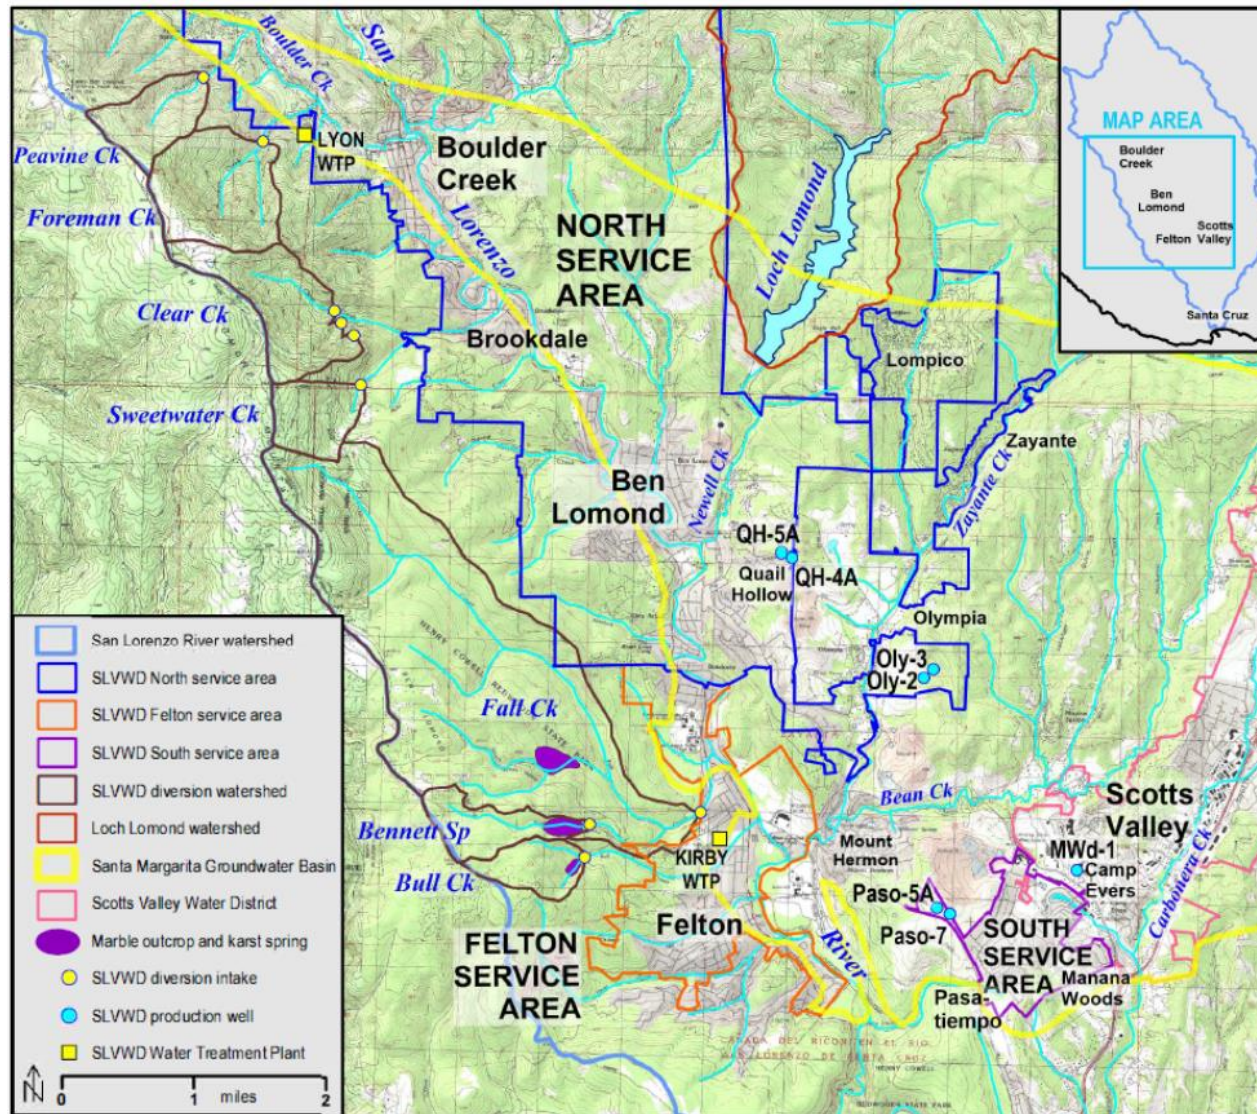 Boulder Ck
San
Peavine Ck
LYON
WTP
Boulder
Creek
Foreman Ck
Lorenzo
NORTH
SERVICE
AREA
Loch Lomond
Clear Ck
Brookdale
Lompico
Sweetwater Ck
Zayante
Zayante Ck
Ben
Lomond
Newell Ck
QH-5A
QH-4A
Quail
Hollow
Olympia
Oly-3
Oly-2
Fall Ck
Bean Ck
Scotts
Valley
Bennett Sp
Bull Ck
KIRBY
WTP
Mount
Hermon
MWd-1
Camp
Evers
Carbonera Ck
Paso-5A
Paso-7
Felton
FELTON
SERVICE
AREA
River
SOUTH
SERVICE
AREA
Manana
Woods
Pasa-
tiempo
MAP AREA
Boulder
Creek
Ben
Lomond
Scotts
Valley
Felton
Santa Cruz
San Lorenzo River watershed
SLVWD North service area
SLVWD Felton service area
SLVWD South service area
SLVWD diversion watershed
Loch Lomond watershed
Santa Margarita Groundwater Basin
Scotts Valley Water District
Marble outcrop and karst spring
SLVWD diversion intake
SLVWD production well
SLVWD Water Treatment Plant
N
0 1 miles 2